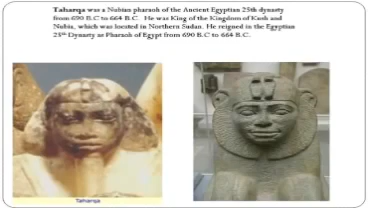 Taharqa was a Nubian pharaoh of the Ancient Egyptian 25th dynasty
from 690 B.C to 664 B.C. He was King of the Kingdom of Kush and
Nubia, which was located in Northern Sudan. He reigned in the Egyptian
25th Dynasty as Pharaoh of Egypt from 690 B.C to 664 B.C.
Taharqa